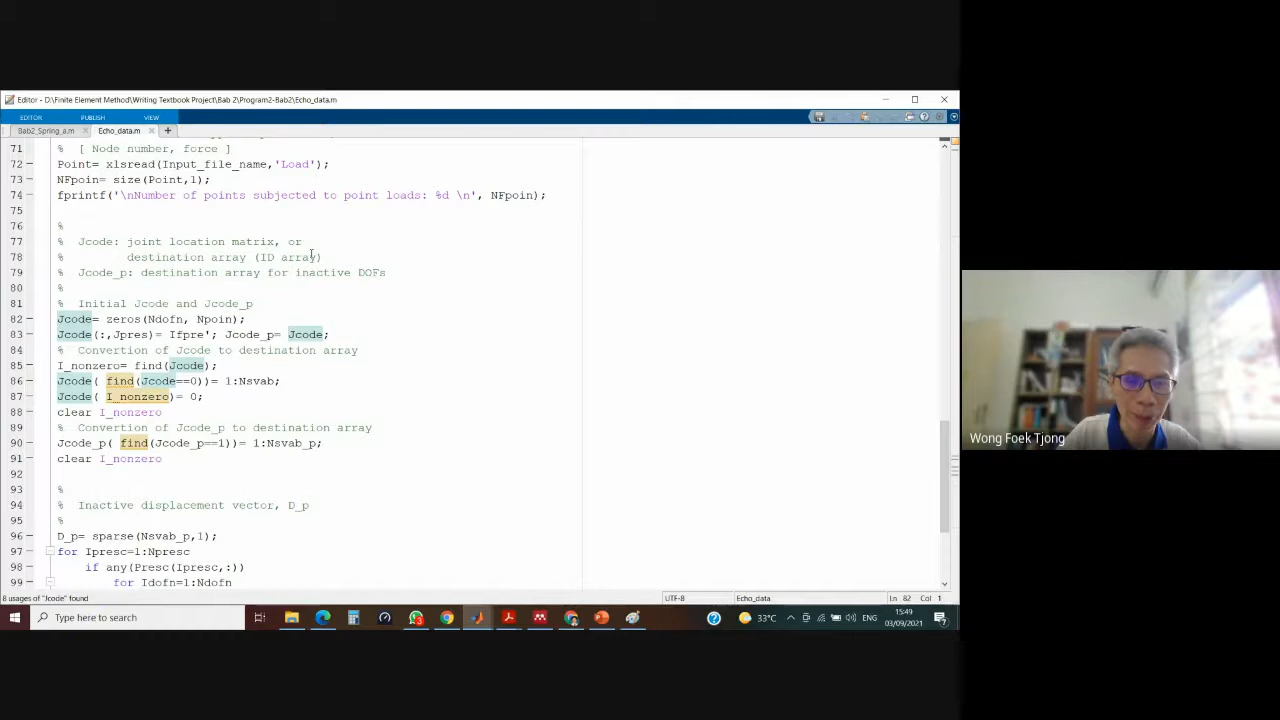 Editor - D:\Finite Element Method\Writing Textbook Project\Bab 2\Program2-Bab2\Echo_data.m
EDITOR PUBLISH VIEW
Bab2_Spring_a.m Echo_data.m
71 % [ Node number, force ]
72 Point= xlsread(Input_file_name,'Load');
73 NFpoin= size(Point,1);
74 fprintf('\nNumber of points subjected to point loads: %d \n', NFpoin);
75
76 %
77 % Jcode: joint location matrix, or
78 % destination array (ID array)
79 % Jcode_p: destination array for inactive DOFs
80 %
81 % Initial Jcode and Jcode_p
82 Jcode= zeros(Ndofn, Npoin);
83 Jcode(:,Jpres)= Ifpre'; Jcode_p= Jcode;
84 % Convertion of Jcode to destination array
85 I_nonzero= find(Jcode);
86 Jcode( find(Jcode==0))= 1:Nsvab;
87 Jcode( I_nonzero)= 0;
88 clear I_nonzero
89 % Convertion of Jcode_p to destination array
90 Jcode_p( find(Jcode_p==1))= 1:Nsvab_p;
91 clear I_nonzero
92
93 %
94 % Inactive displacement vector, D_p
95 %
96 D_p= sparse(Nsvab_p,1);
97 for Ipresc=1:Npresc
98 if any(Presc(Ipresc,:))
99 for Idofn=1:Ndofn
8 usages of "Jcode" found UTF-8 Echo_data Ln 82 Col 1
Type here to search 33°C ENG 15:49
03/09/2021
Wong Foek Tjong